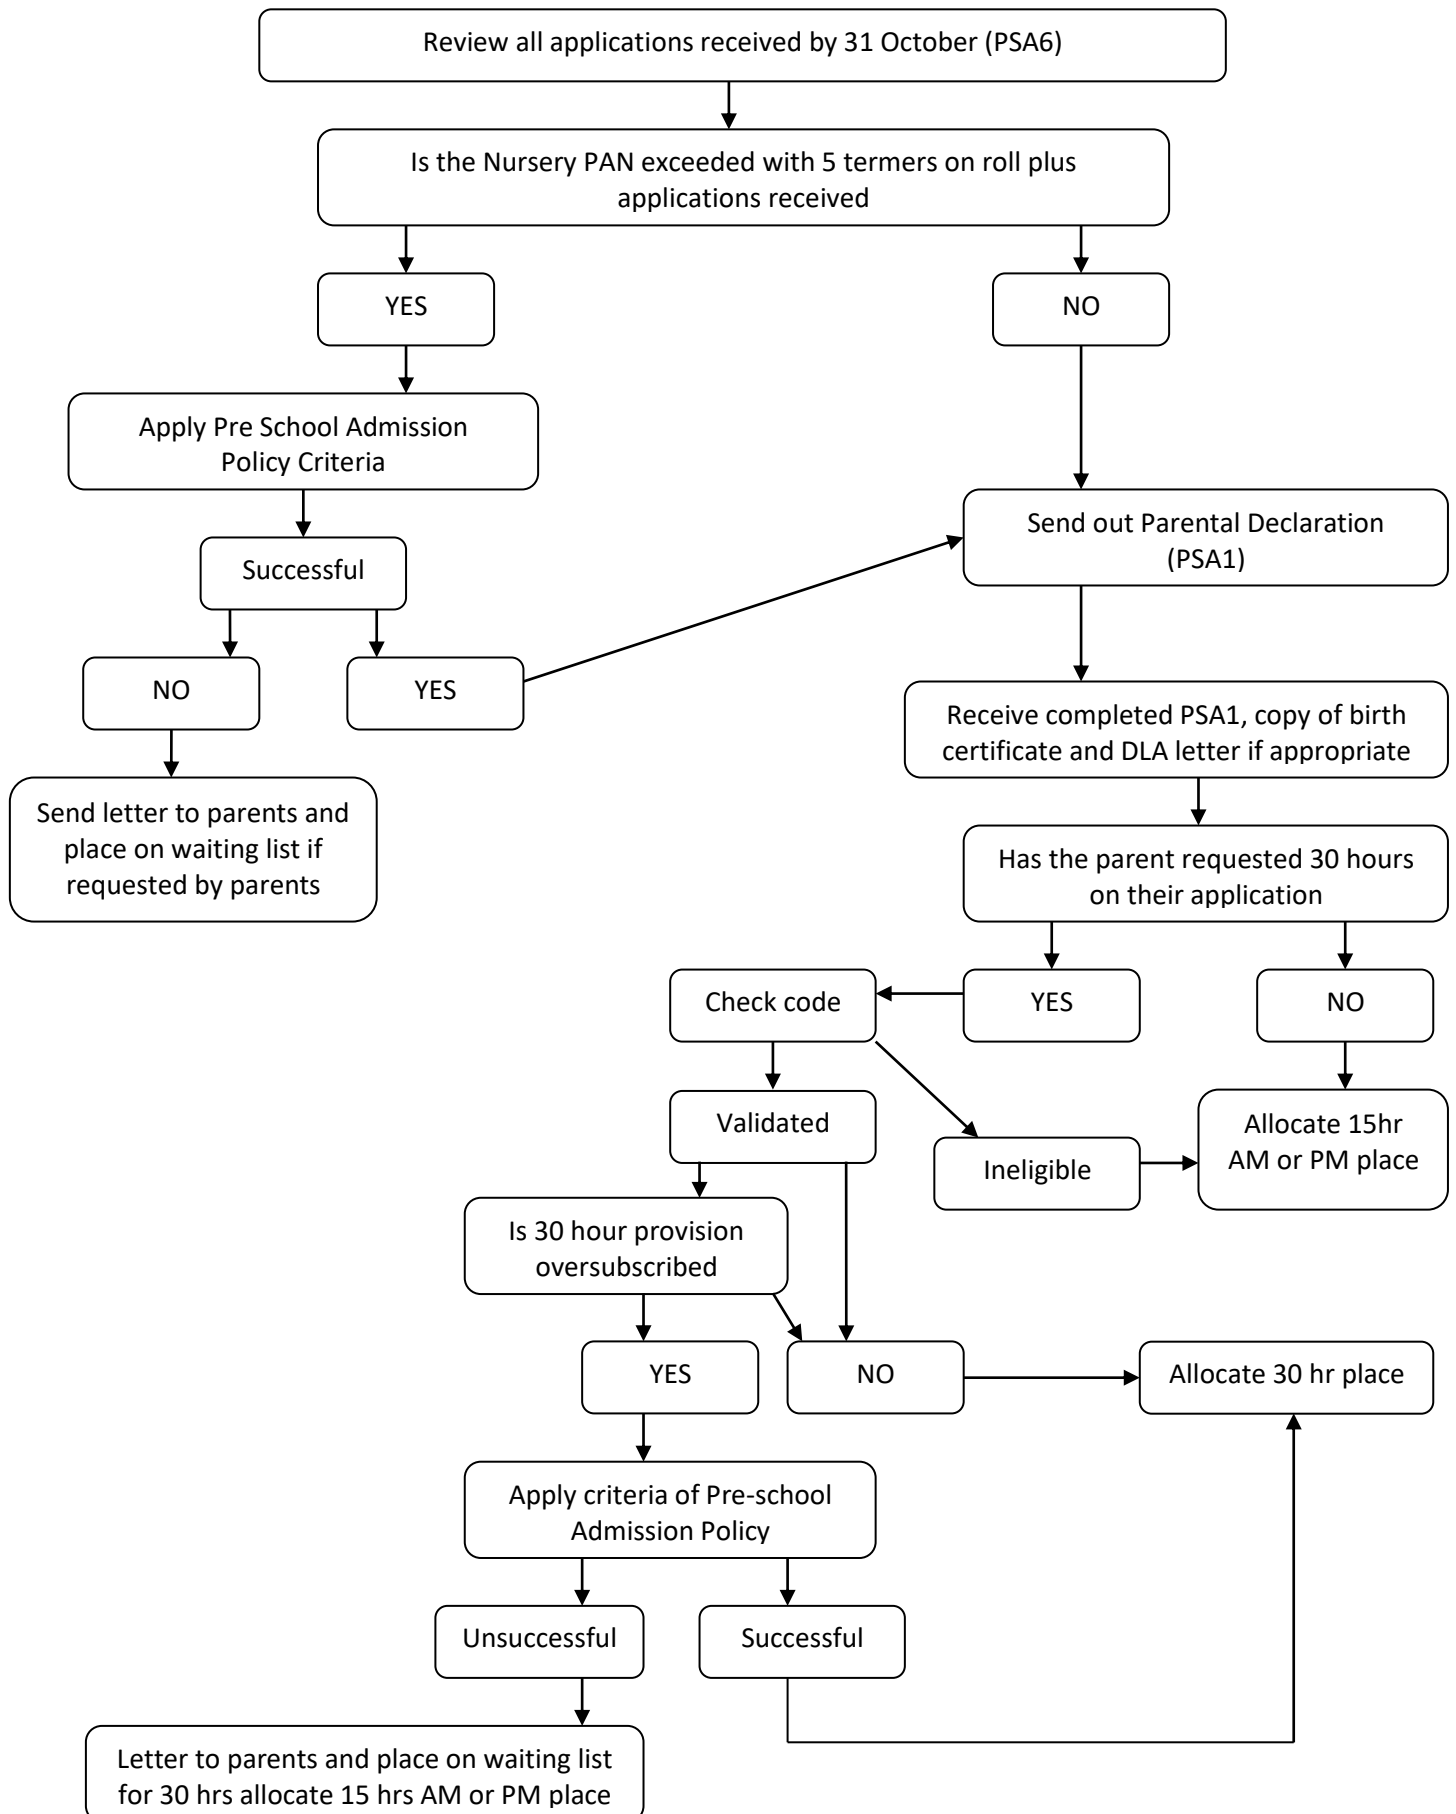 Review all applications received by 31 October (PSA6)
Is the Nursery PAN exceeded with 5 termers on roll plus
applications received
YES
NO
Apply Pre School Admission
Policy Criteria
Send out Parental Declaration
(PSA1)
Successful
NO
YES
Receive completed PSA1, copy of birth
certificate and DLA letter if appropriate
Send letter to parents and
place on waiting list if
requested by parents
Has the parent requested 30 hours
on their application
Check code
YES
NO
Validated
Ineligible
Allocate 15hr
AM or PM place
Is 30 hour provision
oversubscribed
YES
NO
Allocate 30 hr place
Apply criteria of Pre-school
Admission Policy
Unsuccessful
Successful
Letter to parents and place on waiting list
for 30 hrs allocate 15 hrs AM or PM place